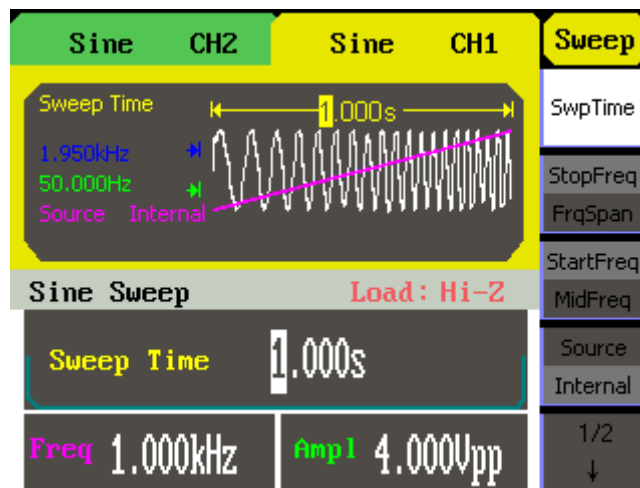 Sine CH2 Sine CH1 Sweep
Sweep Time 1.000s
1.950kHz
50.000Hz
Source Internal
Sine Sweep Load: Hi-Z
Sweep Time 1.000s
Freq 1.000kHz Ampl 4.000Vpp
SwpTime
StopFreq
FrqSpan
StartFreq
MidFreq
Source
Internal
1/2
↓